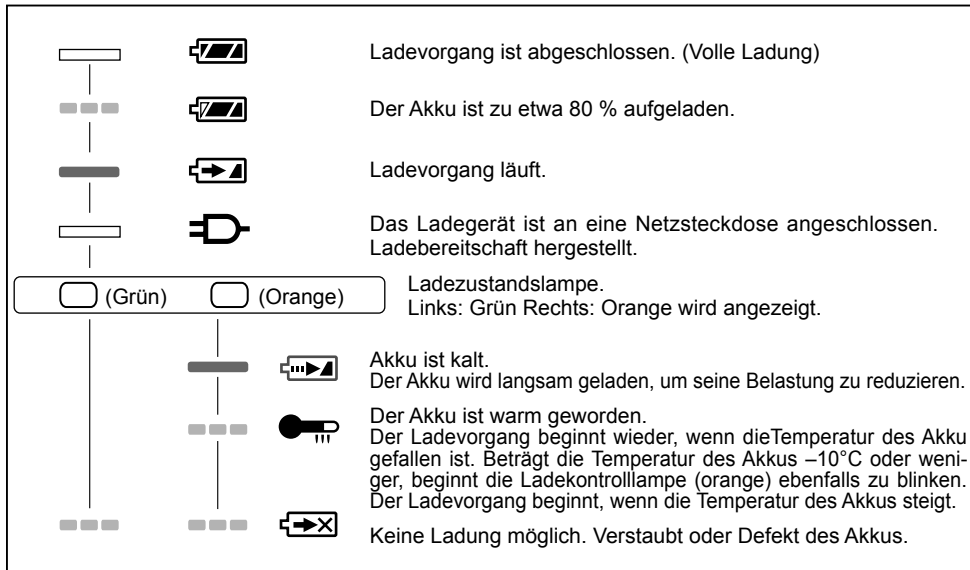 Ladevorgang ist abgeschlossen. (Volle Ladung)
Der Akku ist zu etwa 80 % aufgeladen.
Ladevorgang läuft.
Das Ladegerät ist an eine Netzsteckdose angeschlossen.
Ladebereitschaft hergestellt.
(Grün) (Orange)
Ladezustandslampe.
Links: Grün Rechts: Orange wird angezeigt.
Akku ist kalt.
Der Akku wird langsam geladen, um seine Belastung zu reduzieren.
Der Akku ist warm geworden.
Der Ladevorgang beginnt wieder, wenn dieTemperatur des Akku
gefallen ist. Beträgt die Temperatur des Akkus –10°C oder weni-
ger, beginnt die Ladekontrolllampe (orange) ebenfalls zu blinken.
Der Ladevorgang beginnt, wenn die Temperatur des Akkus steigt.
Keine Ladung möglich. Verstaubt oder Defekt des Akkus.